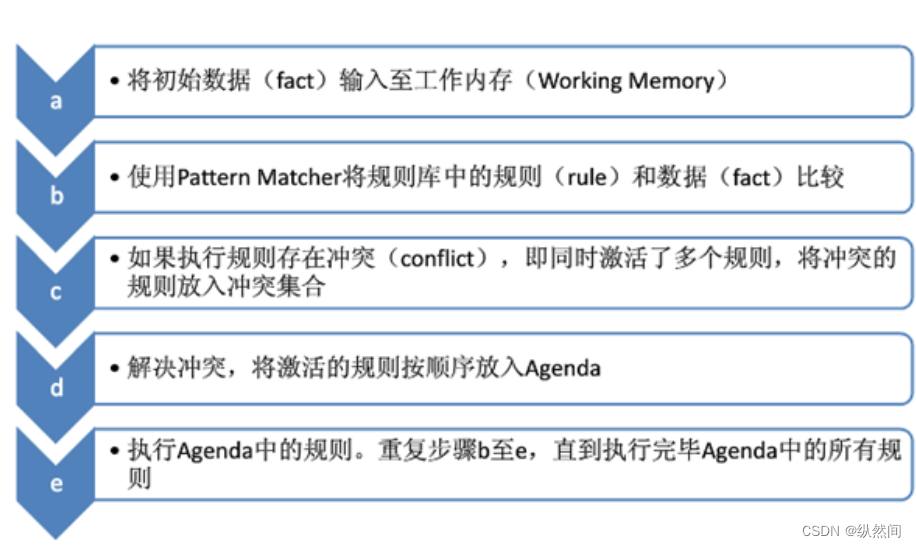 a
• 将初始数据（fact）输入至工作内存（Working Memory）
b
• 使用Pattern Matcher将规则库中的规则（rule）和数据（fact）比较
c
• 如果执行规则存在冲突（conflict），即同时激活了多个规则，将冲突的
规则放入冲突集合
d
• 解决冲突，将激活的规则按顺序放入Agenda
e
• 执行Agenda中的规则。重复步骤b至e，直到执行完毕Agenda中的所有规
则
CSDN @纵然间